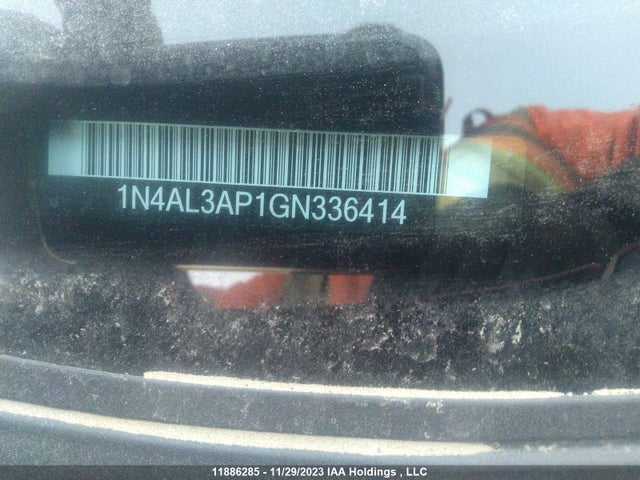 1N4AL3AP1GN336414
11886285 - 11/29/2023 IAA Holdings , LLC